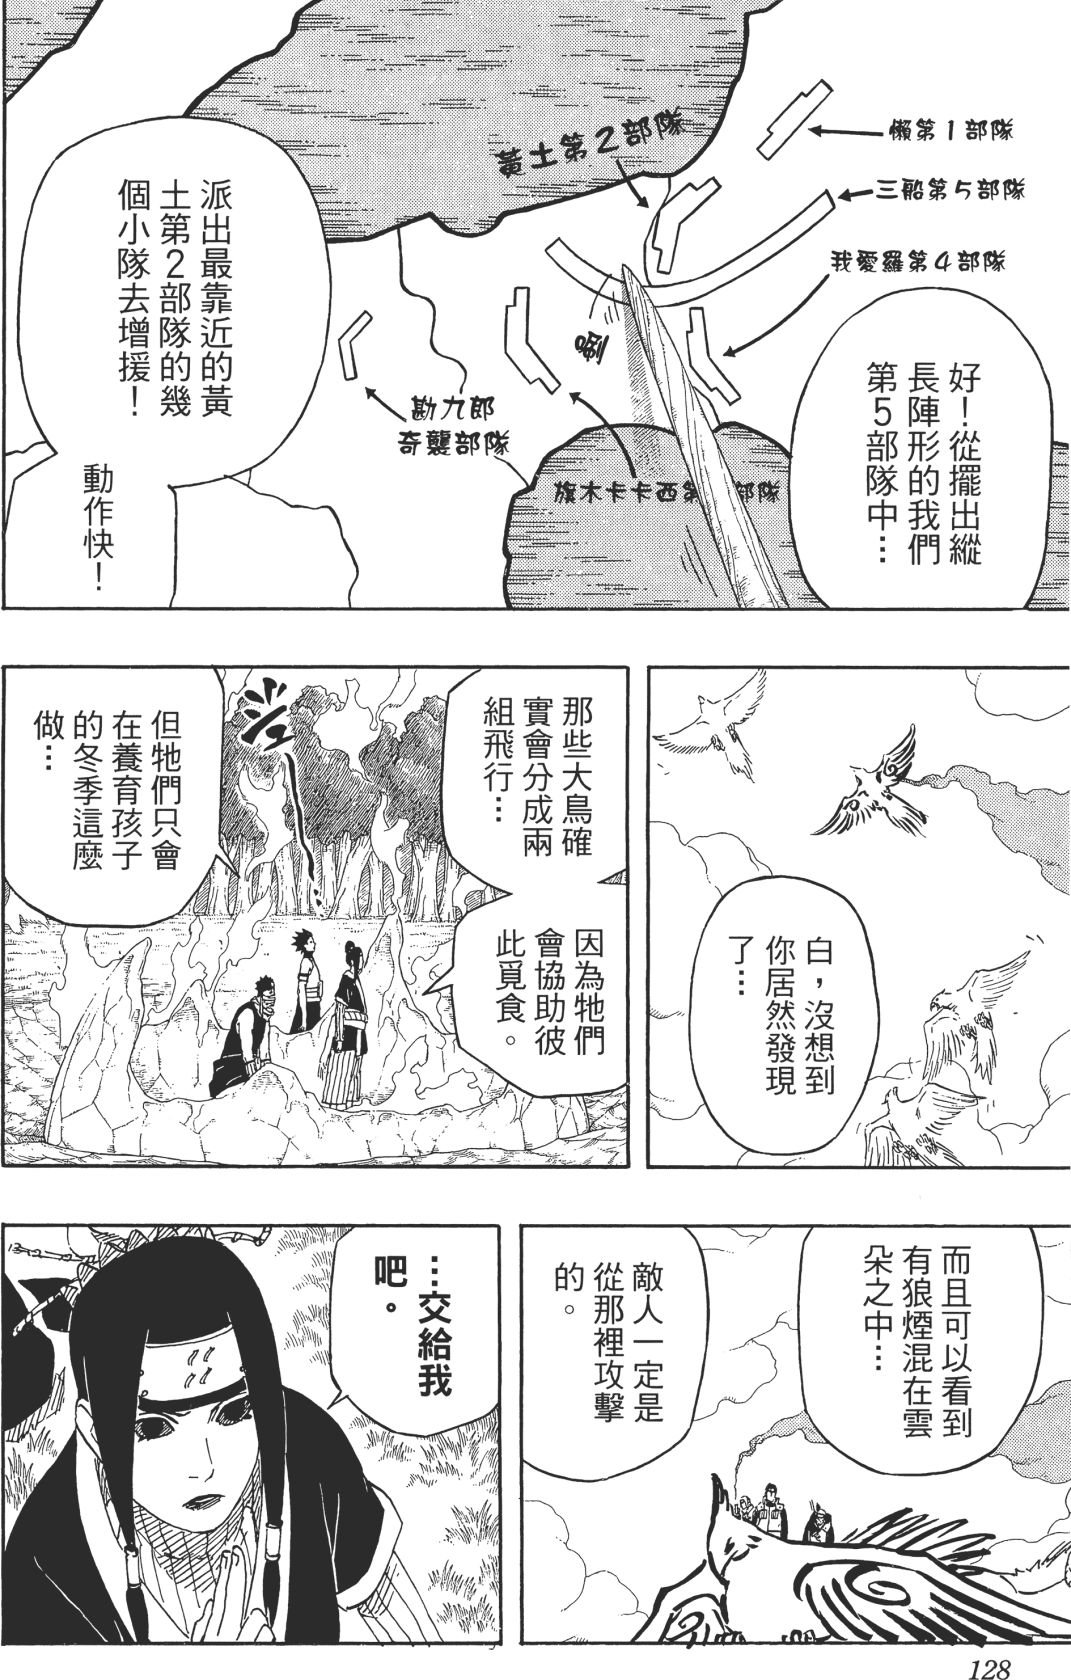 懶第1部隊
黃土第2部隊
三船第5部隊
我愛羅第4部隊
好！從擺出縱
長陣形的我們
第5部隊中…
勘九郎
奇襲部隊
旗木卡卡西第
部隊
派出最靠近的黃
土第2部隊的幾
個小隊去增援！
動作快！
白，沒想到
你居然發現
了…
那些大鳥確
實會分成兩
組飛行…
因為牠們
會協助彼
此覓食。
但牠們只會
在養育孩子
的冬季這麼
做…
而且可以看到
有狼煙混在雲
朵之中…
敵人一定是
從那裡攻擊
的。
…交給我
吧。
128